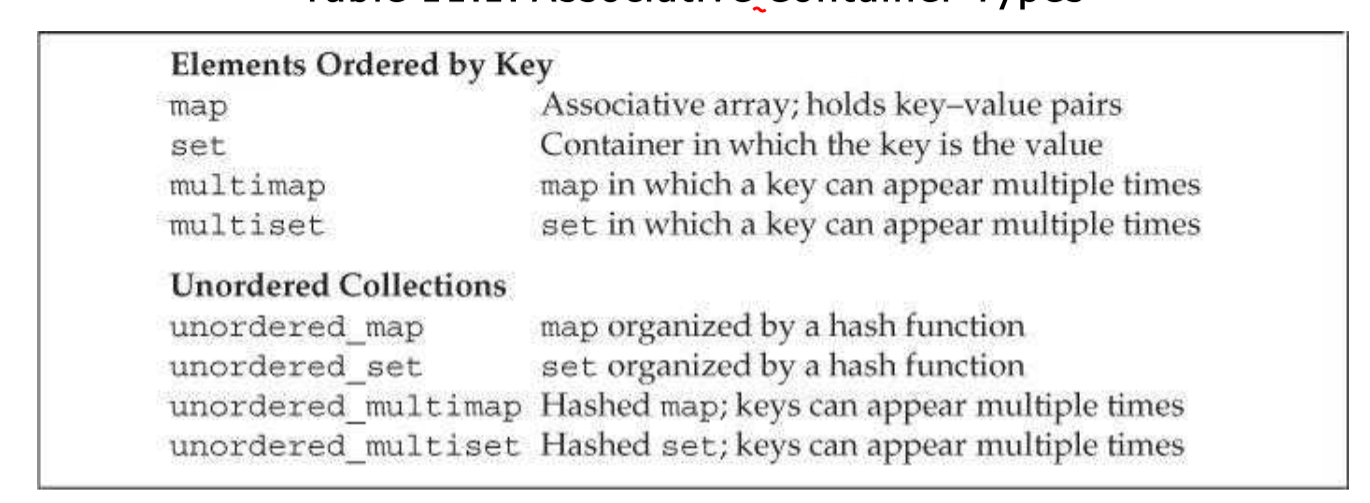 Table 11.1. Associative Container Types
Elements Ordered by Key
map Associative array; holds key–value pairs
set Container in which the key is the value
multimap map in which a key can appear multiple times
multiset set in which a key can appear multiple times
Unordered Collections
unordered_map map organized by a hash function
unordered_set set organized by a hash function
unordered_multimap Hashed map; keys can appear multiple times
unordered_multiset Hashed set; keys can appear multiple times